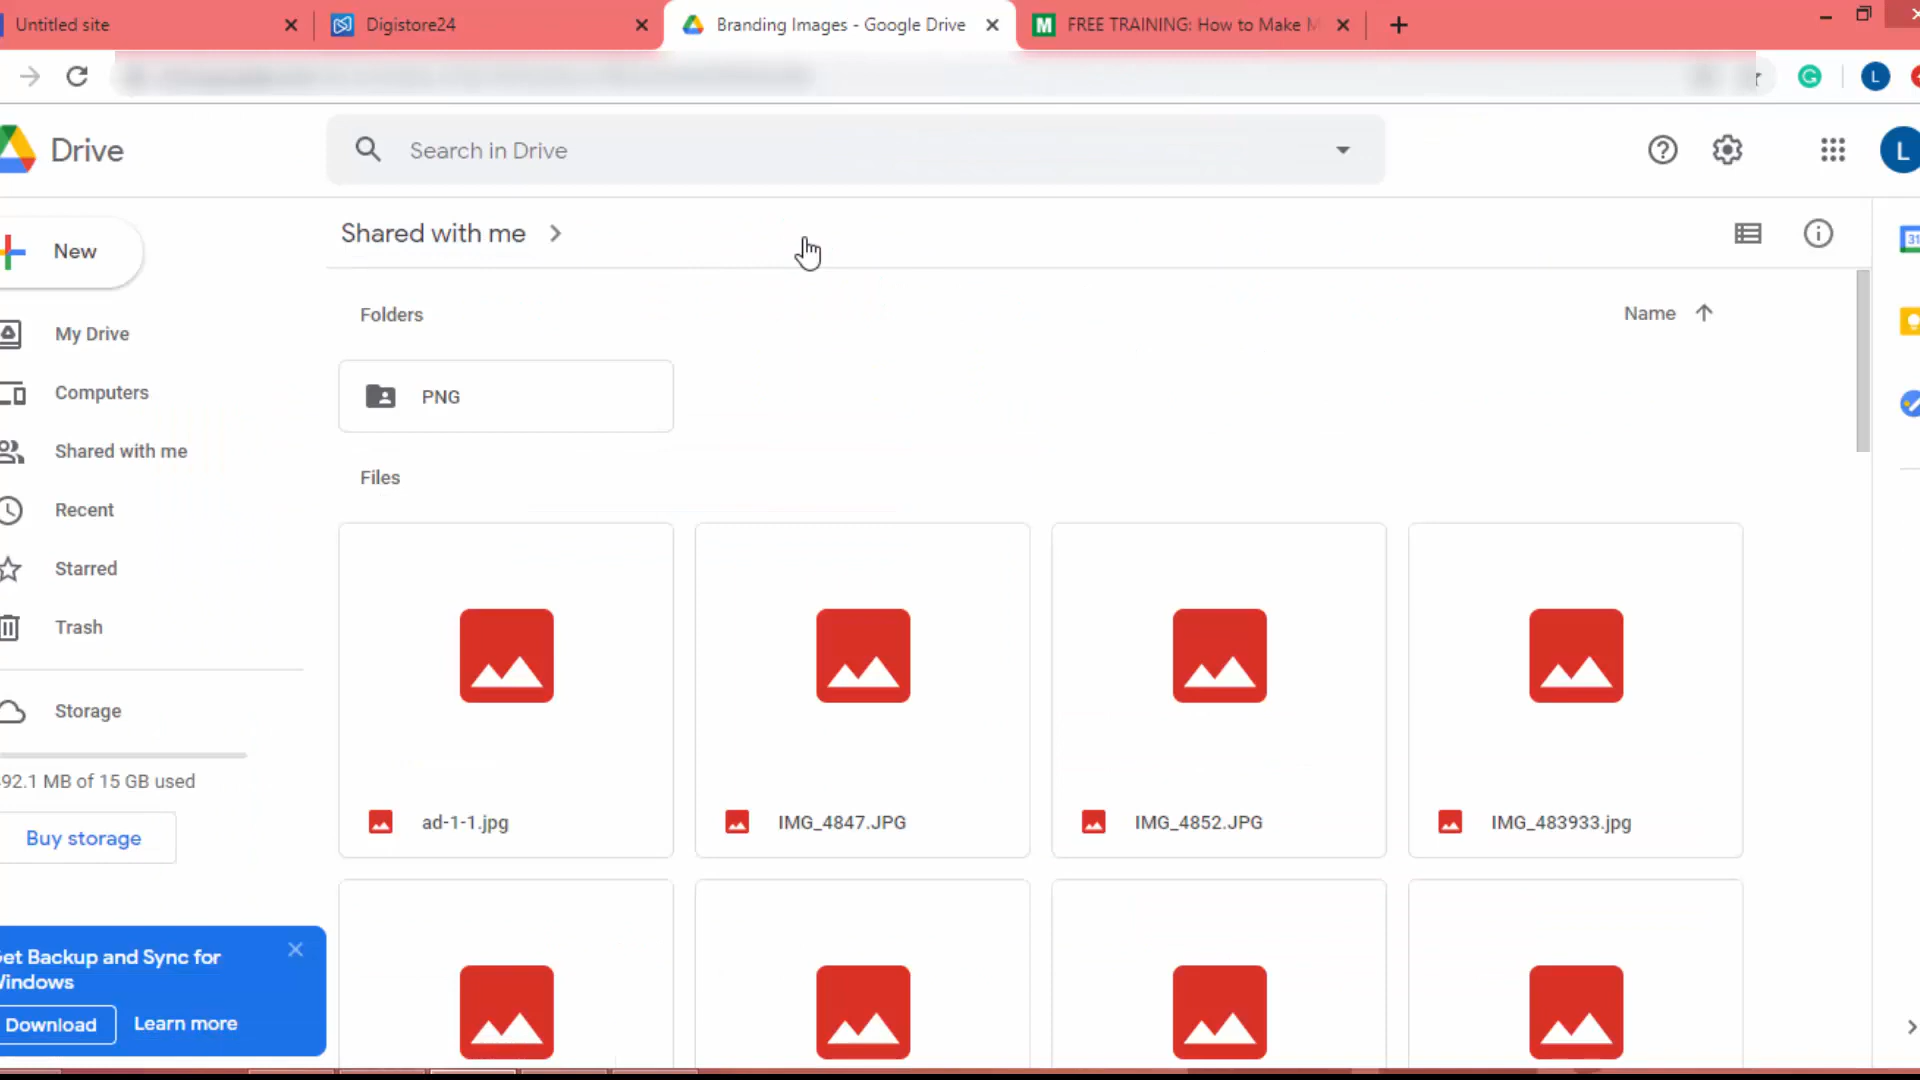 Untitled site
Digistore24
Branding Images - Google Drive
FREE TRAINING: How to Make M
L
Drive
Search in Drive
L
New
Shared with me
31
My Drive
Computers
Shared with me
Recent
Starred
Trash
Storage
92.1 MB of 15 GB used
Buy storage
et Backup and Sync for
Windows
Download
Learn more
Folders
Name
PNG
Files
ad-1-1.jpg
IMG_4847.JPG
IMG_4852.JPG
IMG_483933.jpg